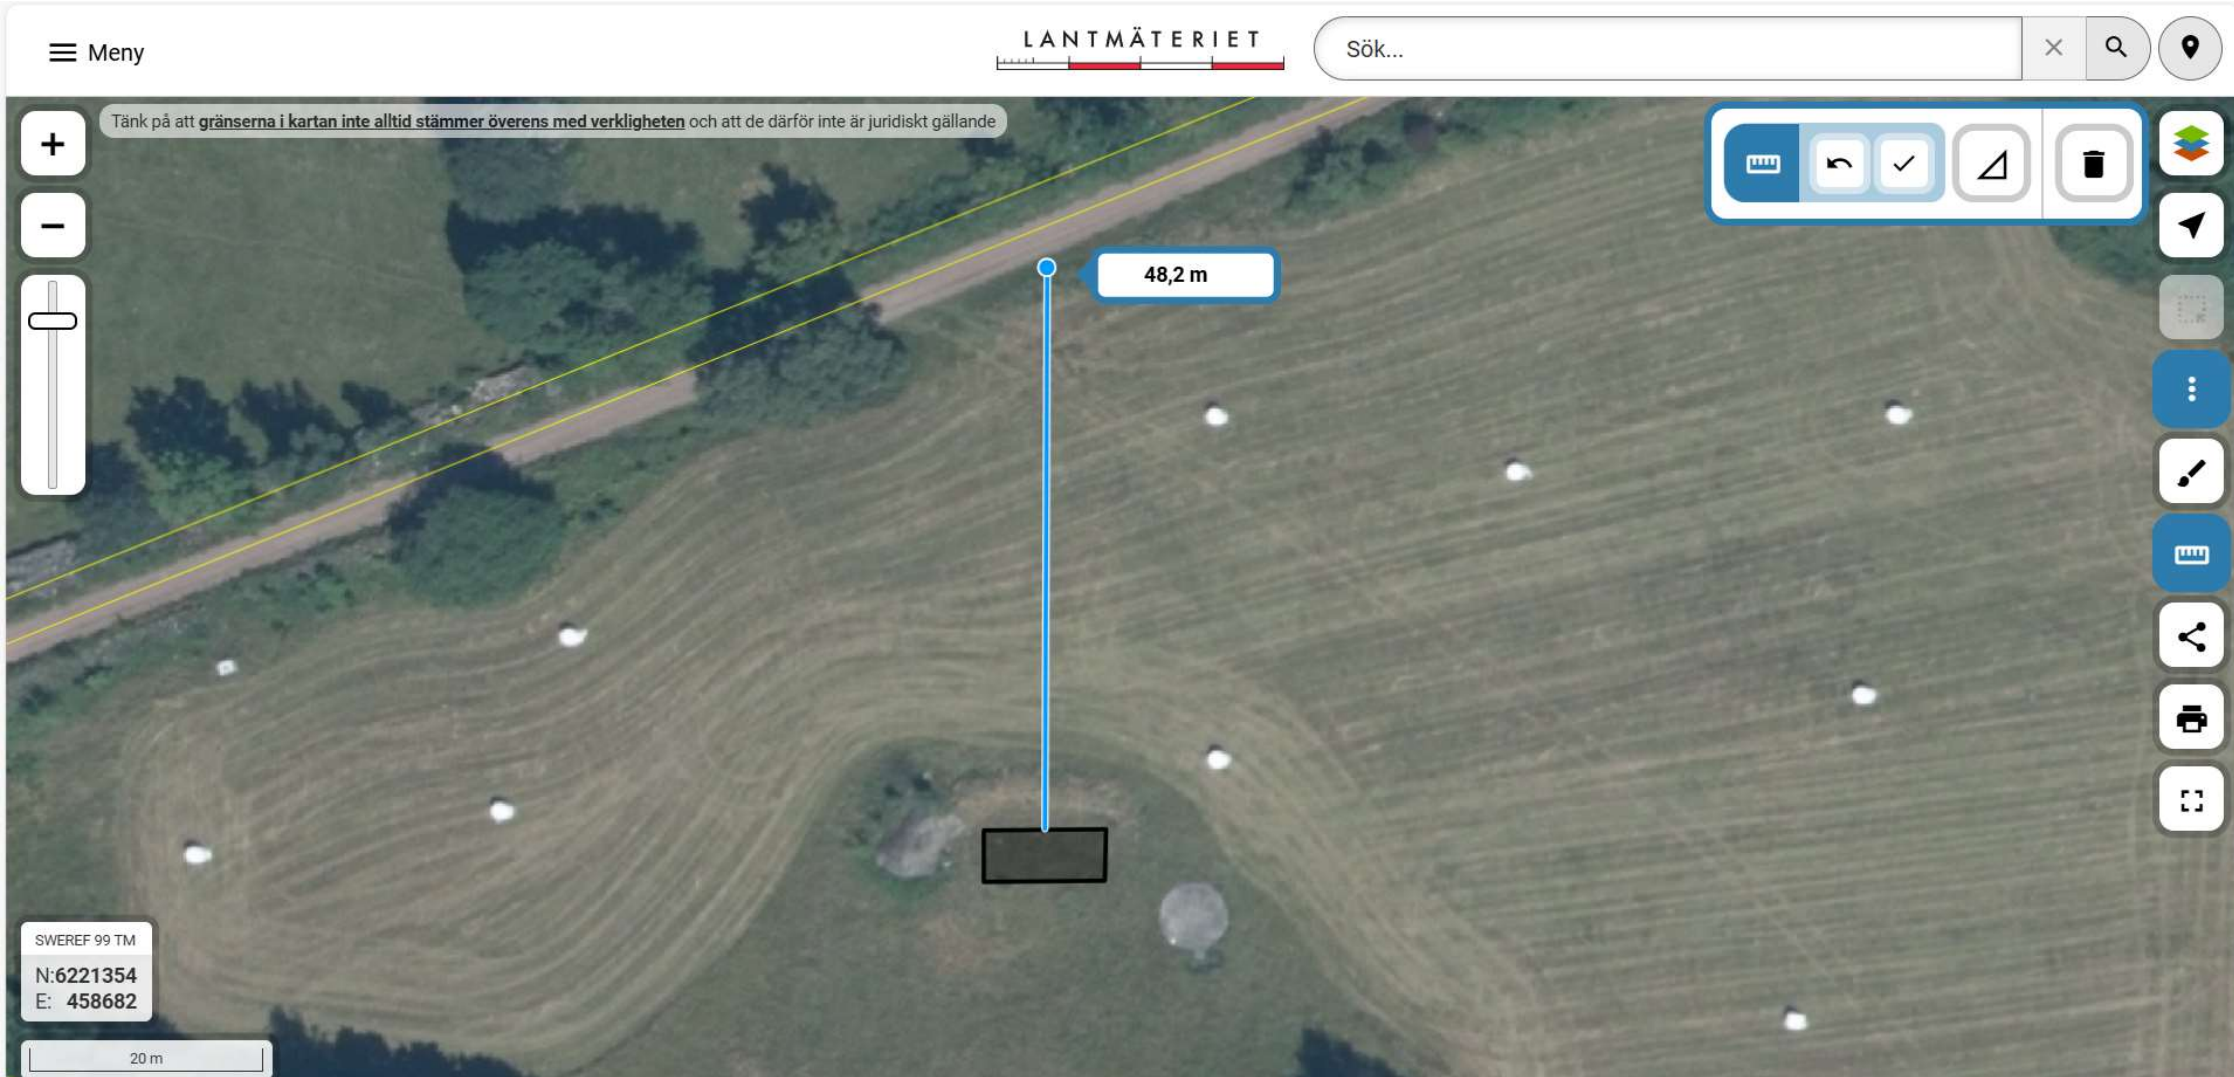 Meny
LANTMÄTERIET
Sök...
Tänk på att gränserna i kartan inte alltid stämmer överens med verkligheten och att de därför inte är juridiskt gällande
48,2 m
SWEREF 99 TM
N:6221354
E: 458682
20 m